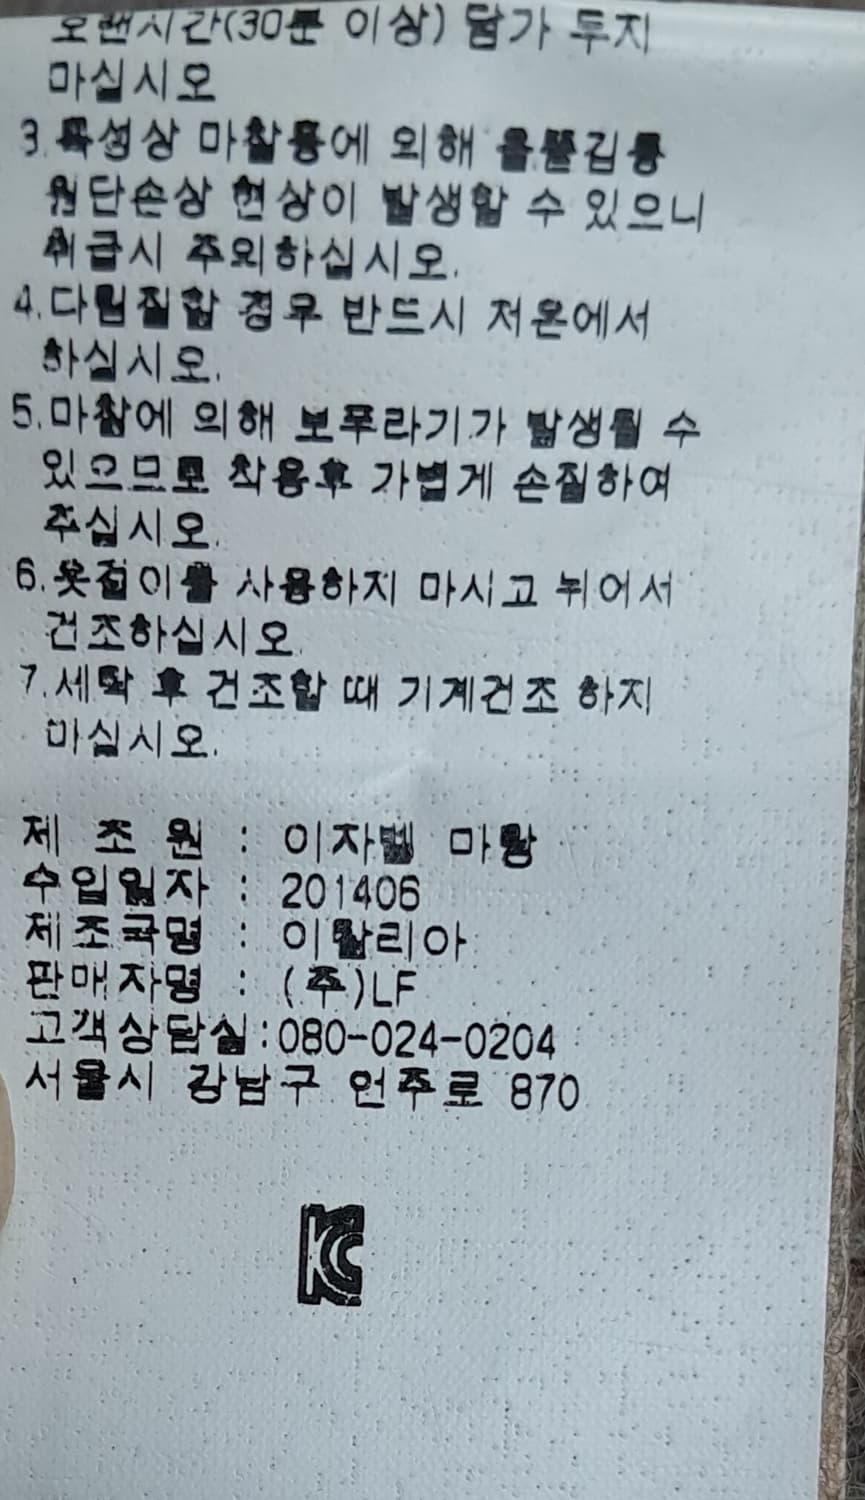 오랜시간(30분 이상) 담가 두지
마십시오
3.특성상 마찰등에 의해 올뜯김등
원단손상 현상이 발생할 수 있으니
취급시 주의하십시오.
4.다림질할 경우 반드시 저온에서
하십시오.
5.마찰에 의해 보푸라기가 발생될 수
있으므로 착용후 가볍게 손질하여
주십시오.
6.옷걸이를 사용하지 마시고 뉘어서
건조하십시오.
7.세탁 후 건조할 때 기계건조 하지
마십시오.
제 조 원 : 이자벨 마랑
수입일자 : 201406
제조국명 : 이탈리아
판매자명 : (주)LF
고객상담실:080-024-0204
서울시 강남구 언주로 870
KC